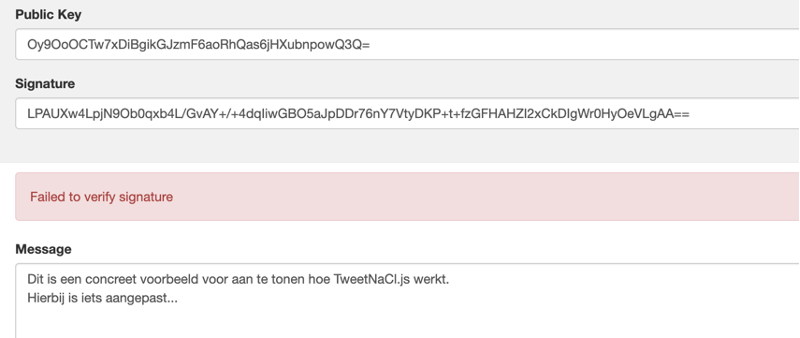 Public Key
Oy9OoOCTw7xDiBgikGJzmF6aoRhQas6jHXubnpowQ3Q=
Signature
LPAUXw4LpjN9Ob0qxb4L/GvAY+/+4dqIiwGBO5aJpDDr76nY7VtyDKP+t+fzGFHAHZI2xCkDIgWr0HyOeVLgAA==
Failed to verify signature
Message
Dit is een concreet voorbeeld voor aan te tonen hoe TweetNaCl.js werkt.
Hierbij is iets aangepast...